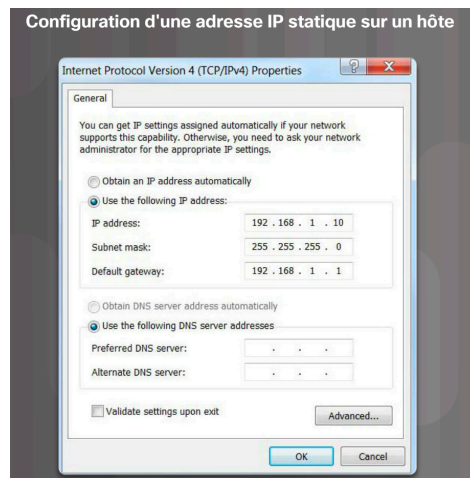 Configuration d'une adresse IP statique sur un hôte
Internet Protocol Version 4 (TCP/IPv4) Properties
?
X
General
You can get IP settings assigned automatically if your network
supports this capability. Otherwise, you need to ask your network
administrator for the appropriate IP settings.
Obtain an IP address automatically
Use the following IP address:
IP address: 192 . 168 . 1 . 10
Subnet mask: 255 . 255 . 255 . 0
Default gateway: 192 . 168 . 1 . 1
Obtain DNS server address automatically
Use the following DNS server addresses
Preferred DNS server: . . .
Alternate DNS server: . . .
Validate settings upon exit
Advanced...
OK Cancel